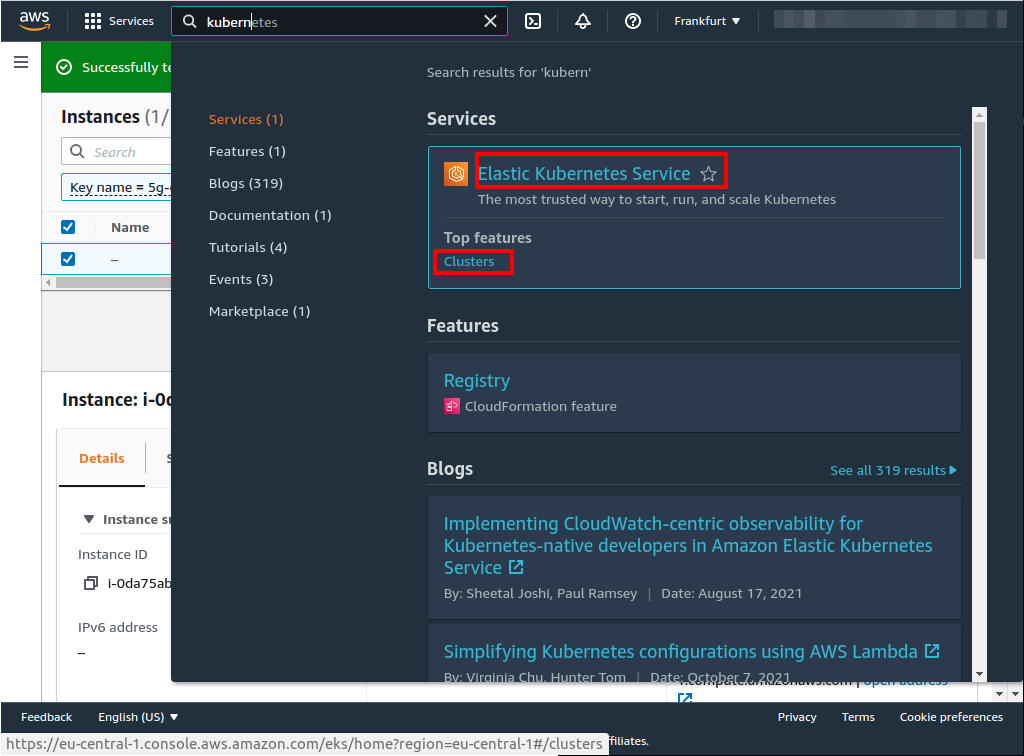 aws
Services
kubernetes
Frankfurt
Successfully te
Search results for 'kubern'
Instances (1/
Search
Key name = 5g-
Name
–
Services (1)
Features (1)
Blogs (319)
Documentation (1)
Tutorials (4)
Events (3)
Marketplace (1)
Services
Elastic Kubernetes Service
The most trusted way to start, run, and scale Kubernetes
Top features
Clusters
Features
Registry
CloudFormation feature
Blogs
See all 319 results
Implementing CloudWatch-centric observability for
Kubernetes-native developers in Amazon Elastic Kubernetes
Service
By: Sheetal Joshi, Paul Ramsey | Date: August 17, 2021
Simplifying Kubernetes configurations using AWS Lambda
By: Virginia Chu, Hunter Tom | Date: October 7, 2021
Instance: i-0d
Details
Instance su
Instance ID
i-0da75ab
IPv6 address
–
1.compute.amazonaws.com | open address
Feedback
English (US)
Privacy
Terms
Cookie preferences
https://eu-central-1.console.aws.amazon.com/eks/home?region=eu-central-1#/clusters
ffiliates.